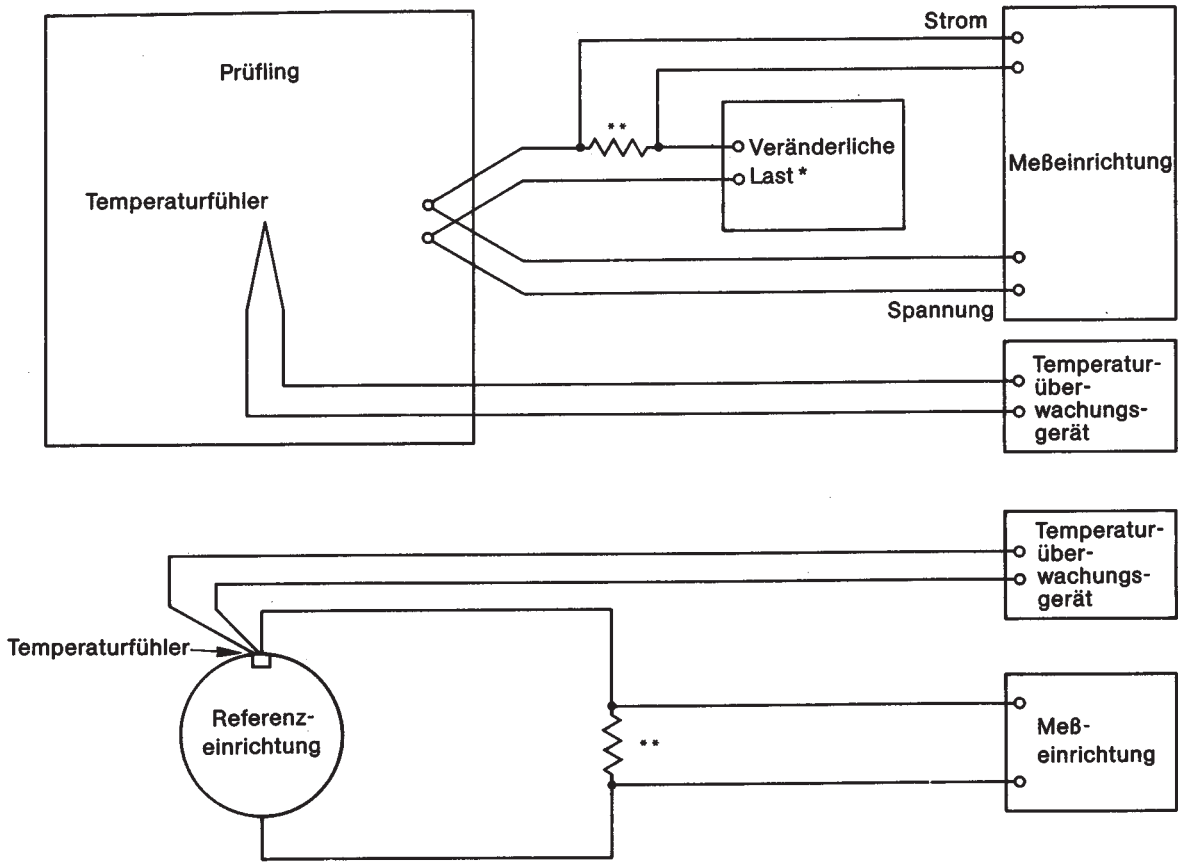 Strom
Prüfling
**
Veränderliche
Last *
Meßeinrichtung
Temperaturfühler
Spannung
Temperatur-
über-
wachungs-
gerät
Temperatur-
über-
wachungs-
gerät
Temperaturfühler
Referenz-
einrichtung
**
Meß-
einrichtung